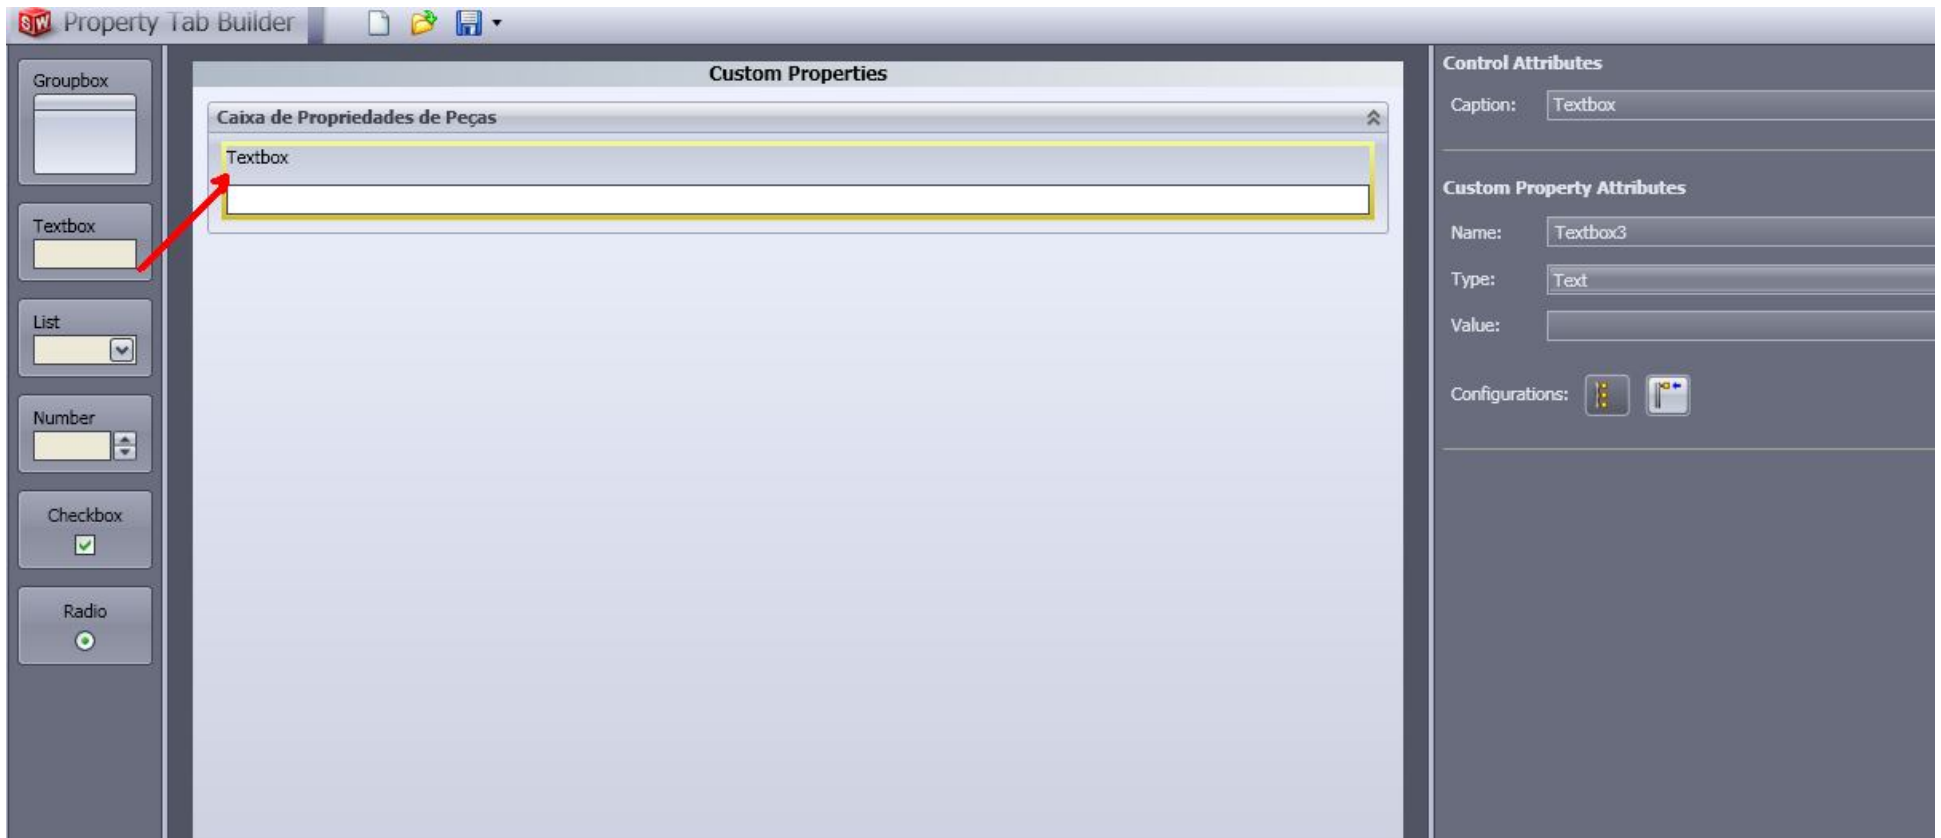 SW Property Tab Builder
Groupbox
Textbox
List
Number
Checkbox
Radio
Custom Properties
Caixa de Propriedades de Peças
Textbox
Control Attributes
Caption: Textbox
Custom Property Attributes
Name: Textbox3
Type: Text
Value:
Configurations: